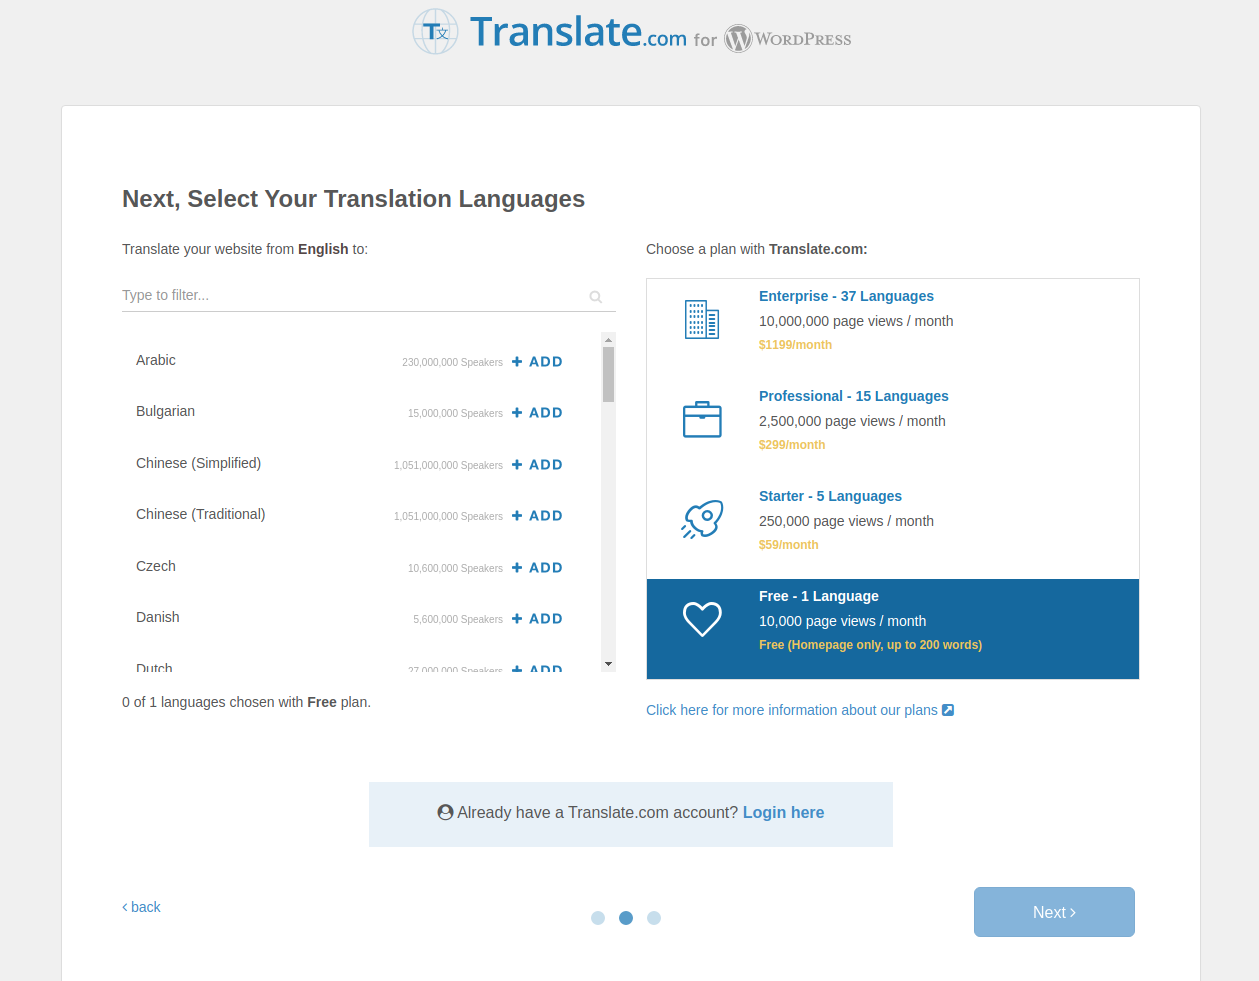 Translate.com for WordPress
Next, Select Your Translation Languages
Translate your website from English to:
Type to filter...
Arabic 230,000,000 Speakers + ADD
Bulgarian 15,000,000 Speakers + ADD
Chinese (Simplified) 1,051,000,000 Speakers + ADD
Chinese (Traditional) 1,051,000,000 Speakers + ADD
Czech 10,600,000 Speakers + ADD
Danish 5,600,000 Speakers + ADD
Dutch 27,000,000 Speakers + ADD
0 of 1 languages chosen with Free plan.
Choose a plan with Translate.com:
Enterprise - 37 Languages
10,000,000 page views / month
$1199/month
Professional - 15 Languages
2,500,000 page views / month
$299/month
Starter - 5 Languages
250,000 page views / month
$59/month
Free - 1 Language
10,000 page views / month
Free (Homepage only, up to 200 words)
Click here for more information about our plans
Already have a Translate.com account? Login here
‹ back
Next ›